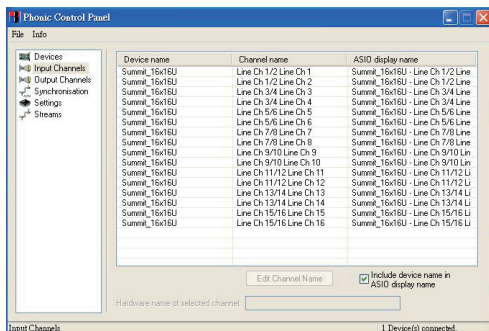 Phonic Control Panel
File Info
Devices
Input Channels
Output Channels
Synchronisation
Settings
Streams
Device name Channel name ASIO display name
Summit_16x16U Line Ch 1/2 Line Ch 1 Summit_16x16U - Line Ch 1/2 Line
Summit_16x16U Line Ch 1/2 Line Ch 2 Summit_16x16U - Line Ch 1/2 Line
Summit_16x16U Line Ch 3/4 Line Ch 3 Summit_16x16U - Line Ch 3/4 Line
Summit_16x16U Line Ch 3/4 Line Ch 4 Summit_16x16U - Line Ch 3/4 Line
Summit_16x16U Line Ch 5/6 Line Ch 5 Summit_16x16U - Line Ch 5/6 Line
Summit_16x16U Line Ch 5/6 Line Ch 6 Summit_16x16U - Line Ch 5/6 Line
Summit_16x16U Line Ch 7/8 Line Ch 7 Summit_16x16U - Line Ch 7/8 Line
Summit_16x16U Line Ch 7/8 Line Ch 8 Summit_16x16U - Line Ch 7/8 Line
Summit_16x16U Line Ch 9/10 Line Ch 9 Summit_16x16U - Line Ch 9/10 Lin
Summit_16x16U Line Ch 9/10 Line Ch 10 Summit_16x16U - Line Ch 9/10 Lin
Summit_16x16U Line Ch 11/12 Line Ch 11 Summit_16x16U - Line Ch 11/12 Li
Summit_16x16U Line Ch 11/12 Line Ch 12 Summit_16x16U - Line Ch 11/12 Li
Summit_16x16U Line Ch 13/14 Line Ch 13 Summit_16x16U - Line Ch 13/14 Li
Summit_16x16U Line Ch 13/14 Line Ch 14 Summit_16x16U - Line Ch 13/14 Li
Summit_16x16U Line Ch 15/16 Line Ch 15 Summit_16x16U - Line Ch 15/16 Li
Summit_16x16U Line Ch 15/16 Line Ch 16 Summit_16x16U - Line Ch 15/16 Li
Edit Channel Name
Include device name in
ASIO display name
Hardware name of selected channel:
Input Channels 1 Device(s) connected.